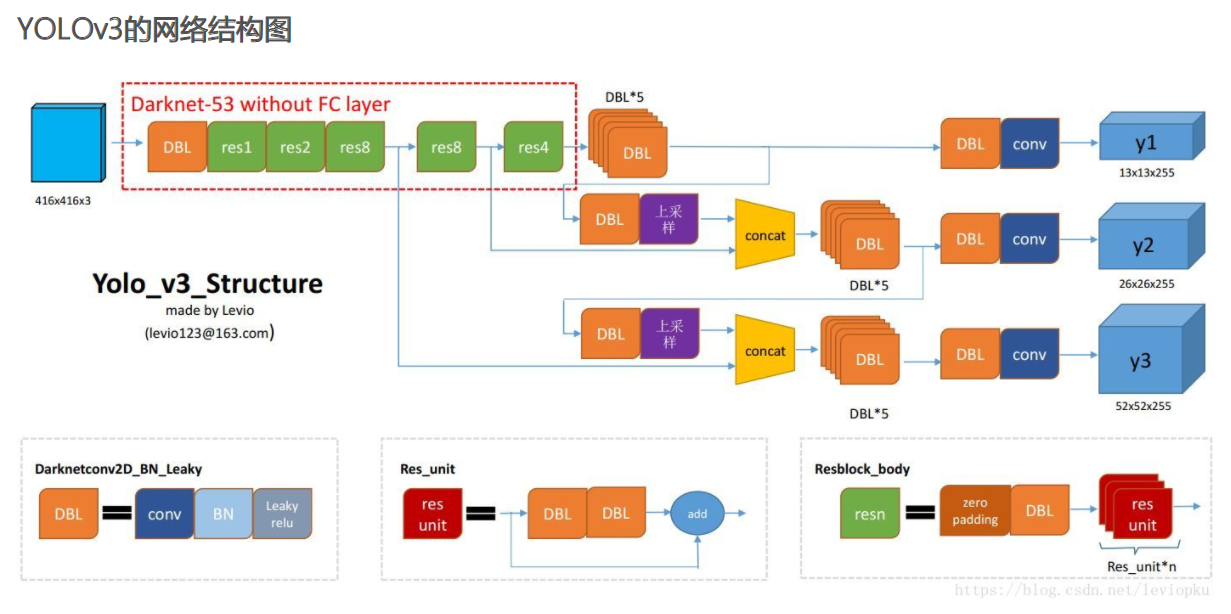 YOLOv3的网络结构图
Darknet-53 without FC layer
DBL*5
DBL
res1
res2
res8
res8
res4
DBL
DBL
conv
y1
13x13x255
416x416x3
DBL
上采
样
concat
DBL
DBL*5
DBL
conv
y2
26x26x255
Yolo_v3_Structure
made by Levio
(levio123@163.com)
DBL
上采
样
concat
DBL
DBL*5
DBL
conv
y3
52x52x255
Darknetconv2D_BN_Leaky
DBL
conv
BN
Leaky
relu
Res_unit
res
unit
DBL
DBL
add
Resblock_body
resn
zero
padding
DBL
res
unit
Res_unit*n
https://blog.csdn.net/leviopku